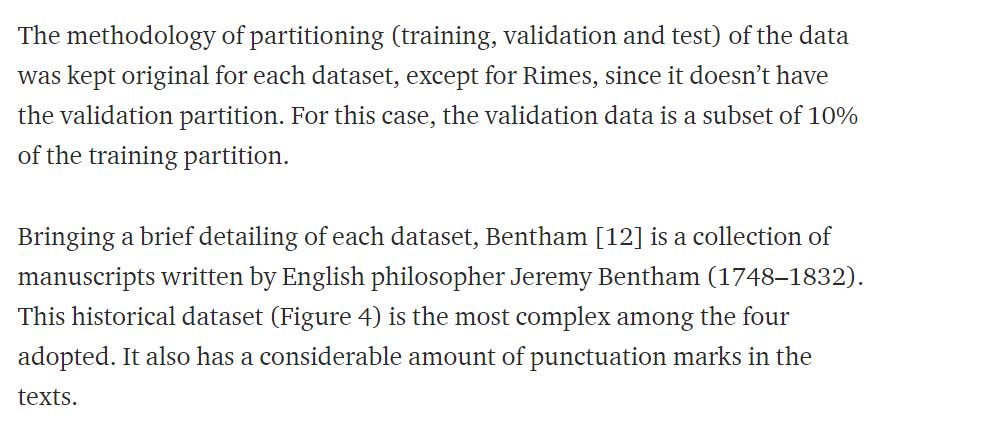 The methodology of partitioning (training, validation and test) of the data
was kept original for each dataset, except for Rimes, since it doesn’t have
the validation partition. For this case, the validation data is a subset of 10%
of the training partition.
Bringing a brief detailing of each dataset, Bentham [12] is a collection of
manuscripts written by English philosopher Jeremy Bentham (1748–1832).
This historical dataset (Figure 4) is the most complex among the four
adopted. It also has a considerable amount of punctuation marks in the
texts.